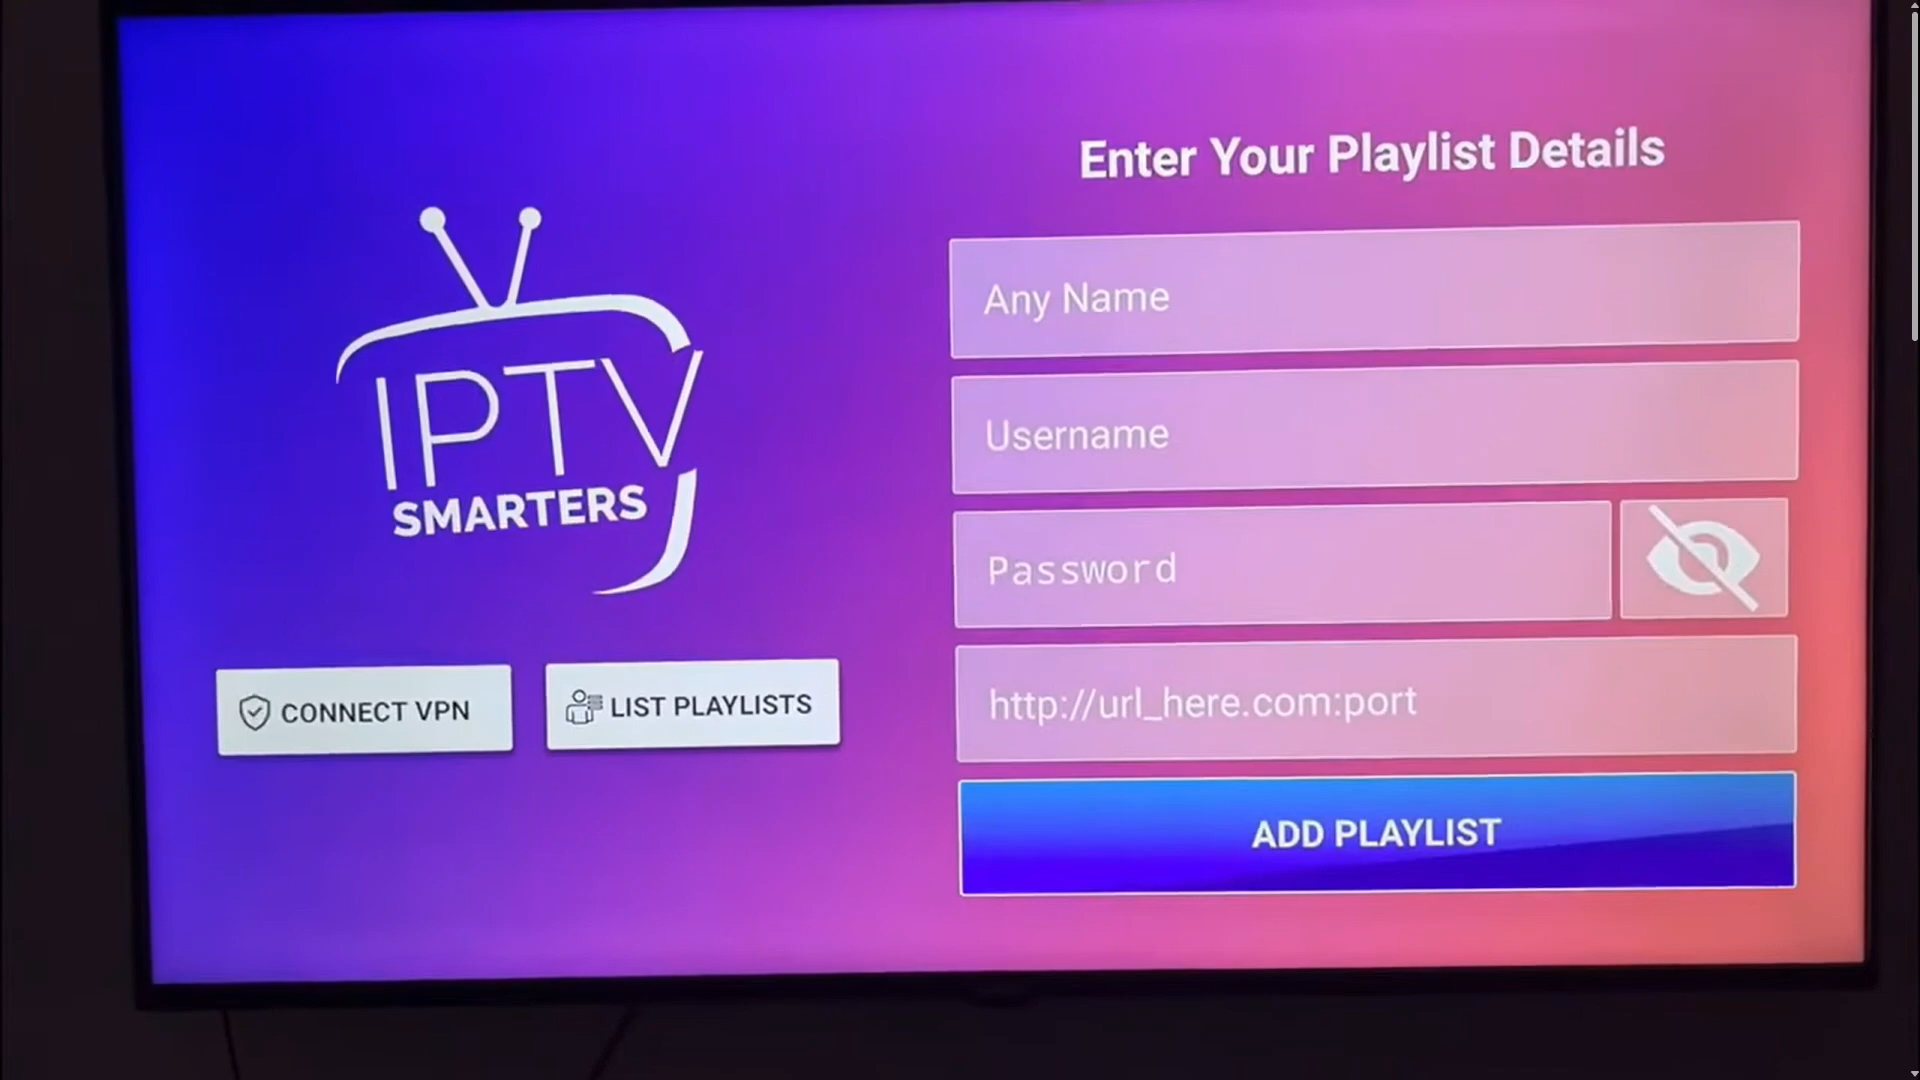 IPTV
SMARTERS
CONNECT VPN
LIST PLAYLISTS
Enter Your Playlist Details
Any Name
Username
Password
http://url_here.com:port
ADD PLAYLIST